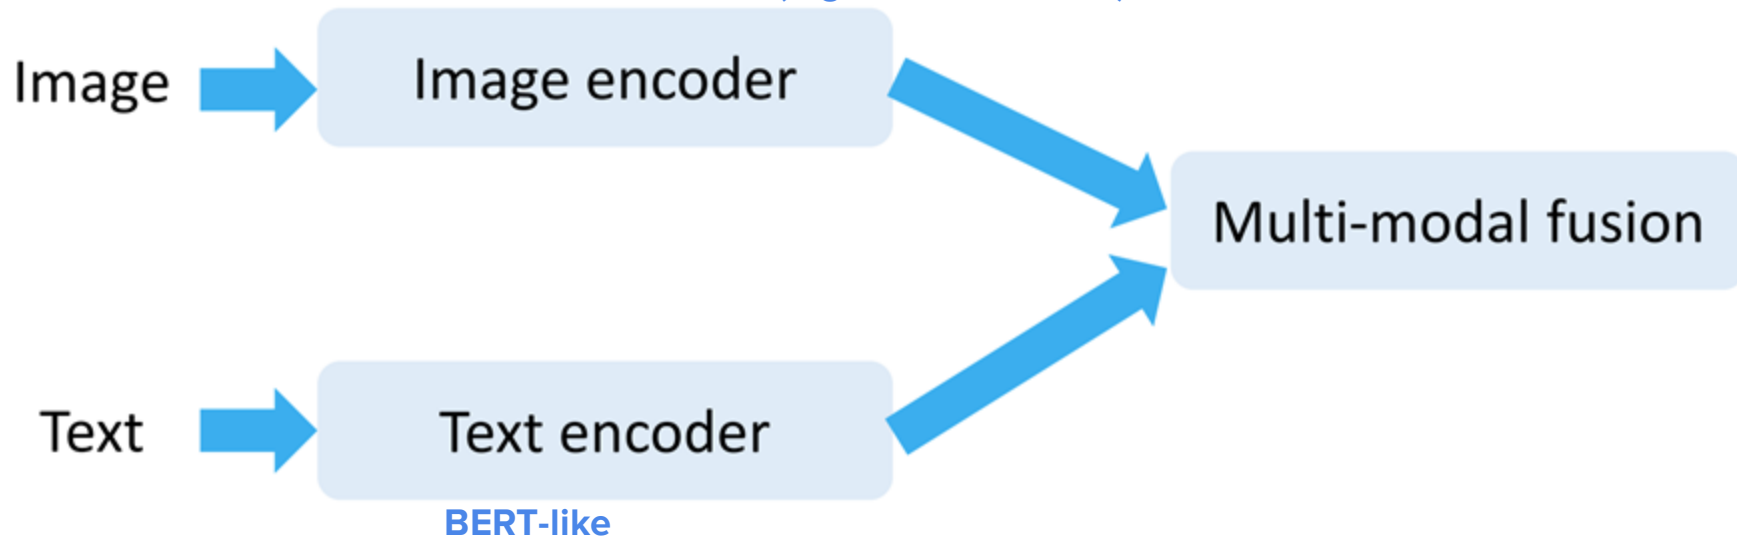 Image
Image encoder
Multi-modal fusion
Text
Text encoder
BERT-like